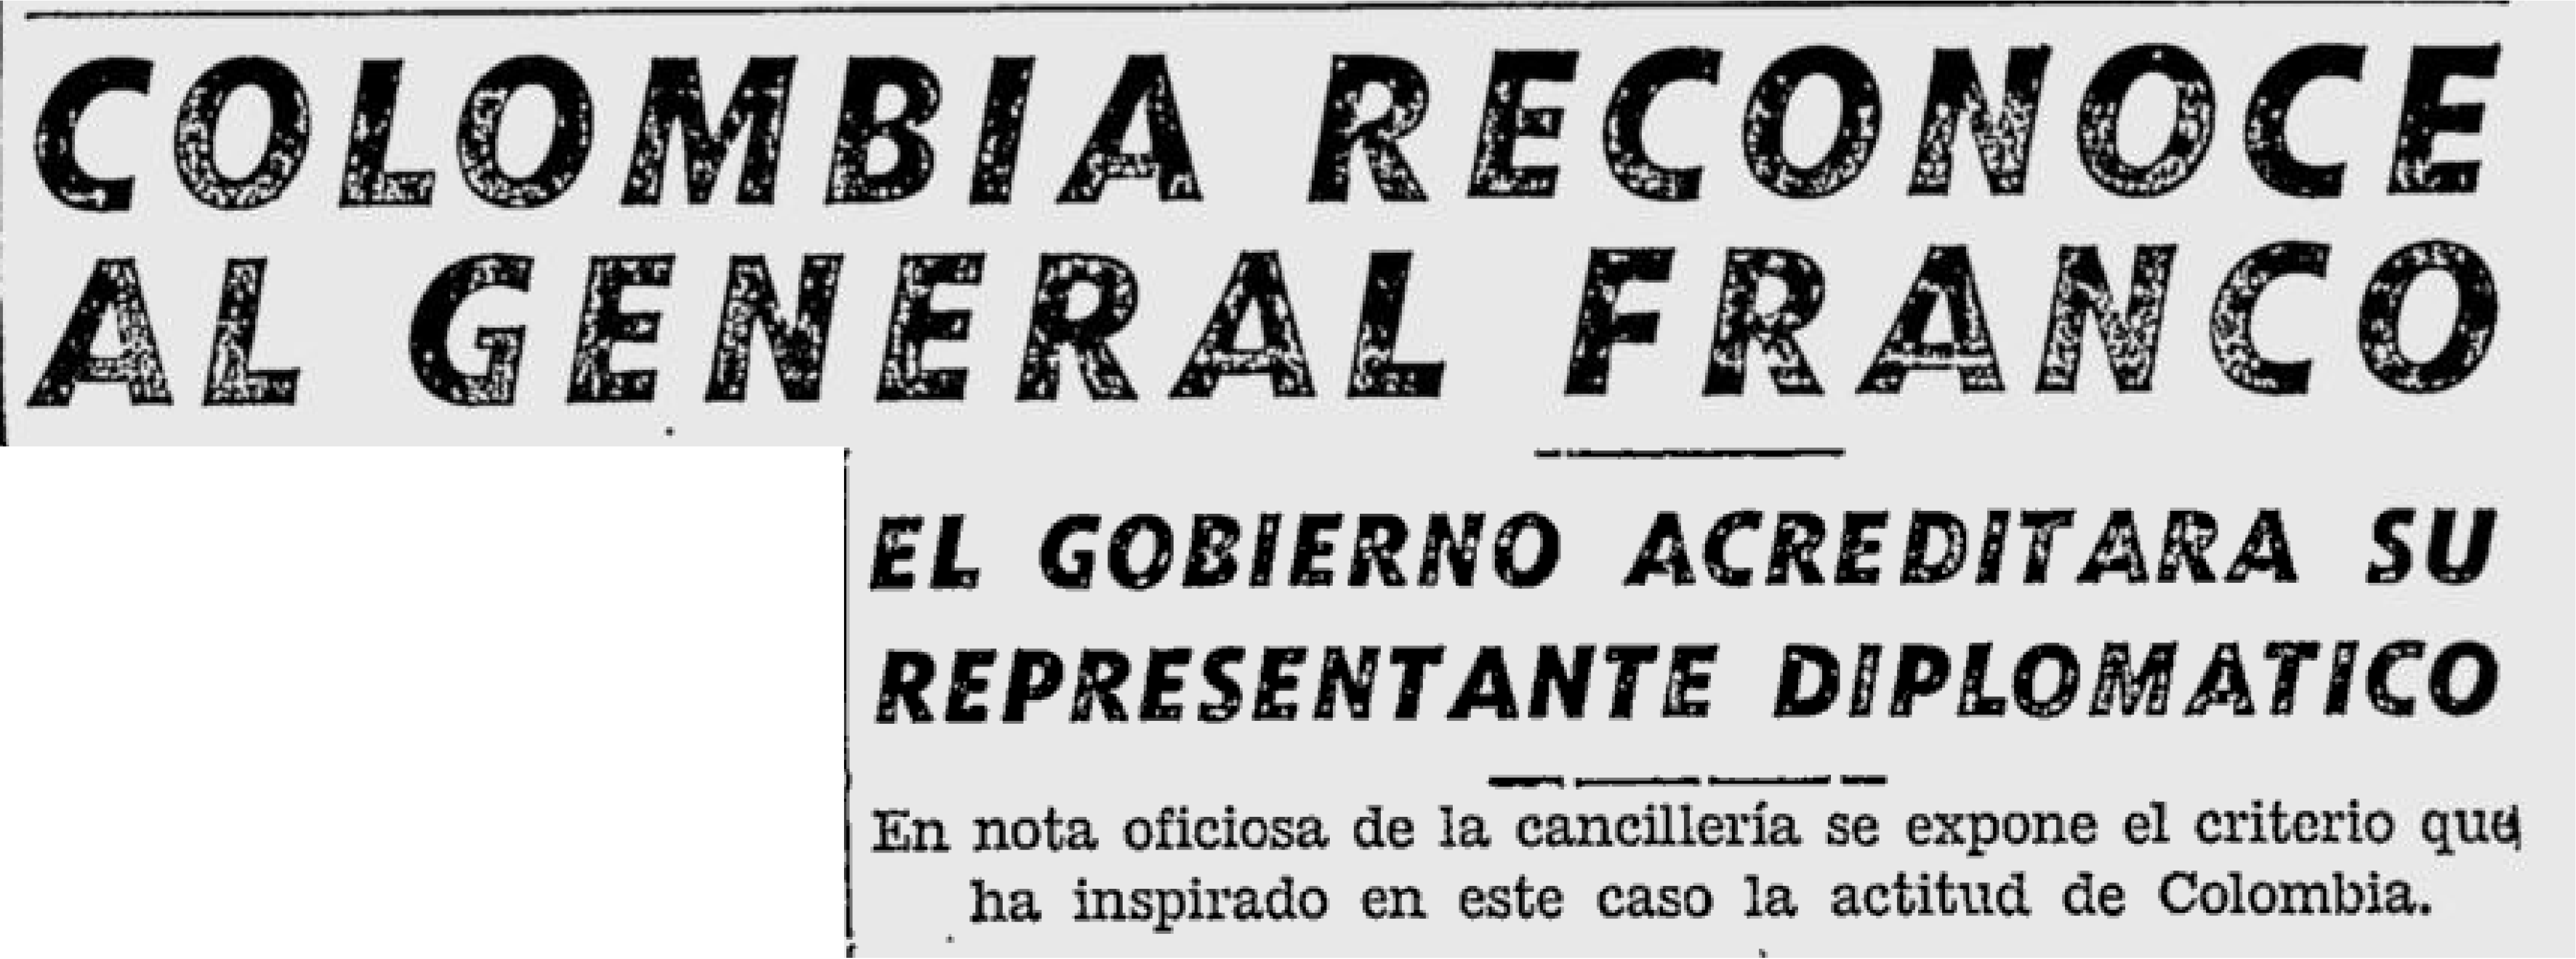 COLOMBIA RECONOCE
AL GENERAL FRANCO
EL GOBIERNO ACREDITARA SU
REPRESENTANTE DIPLOMATICO
En nota oficiosa de la cancillería se expone el criterio que
ha inspirado en este caso la actitud de Colombia.